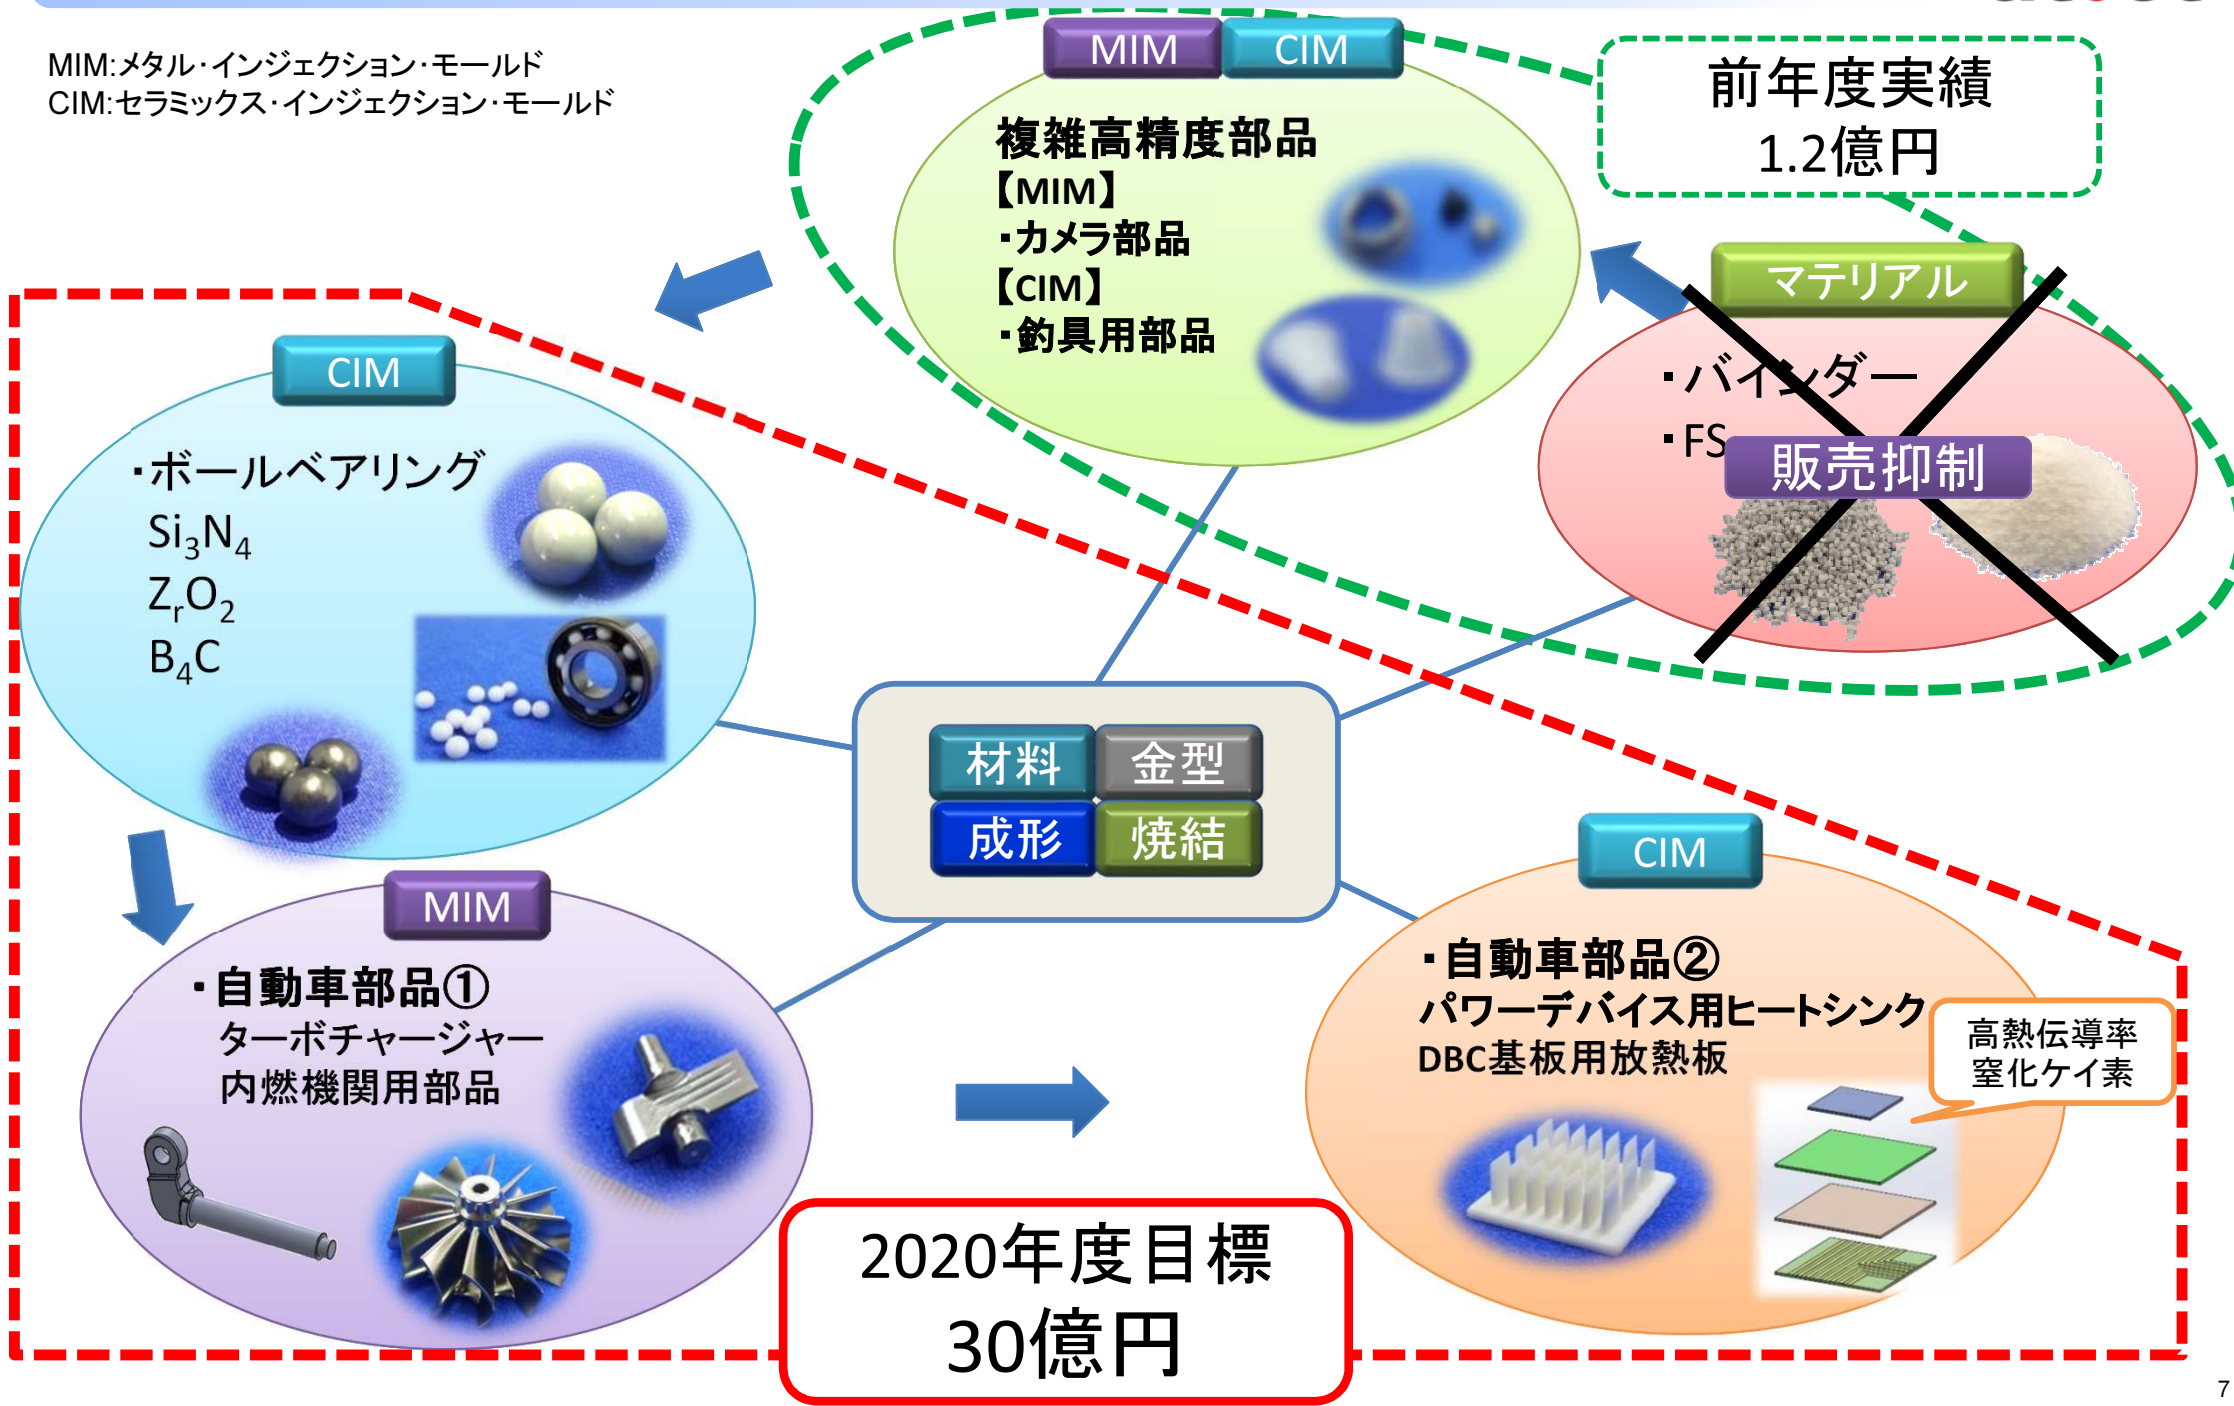 MIM:メタル・インジェクション・モールド
CIM:セラミックス・インジェクション・モールド
MIM
CIM
複雑高精度部品
【MIM】
・カメラ部品
【CIM】
・釣具用部品
前年度実績
1.2億円
マテリアル
・バインダー
・FS
販売抑制
CIM
・ボールベアリング
Si₃N₄
ZᵣO₂
B₄C
材料
金型
成形
焼結
MIM
・自動車部品①
ターボチャージャー
内燃機関用部品
CIM
・自動車部品②
パワーデバイス用ヒートシンク
DBC基板用放熱板
高熱伝導率
窒化ケイ素
2020年度目標
30億円
7